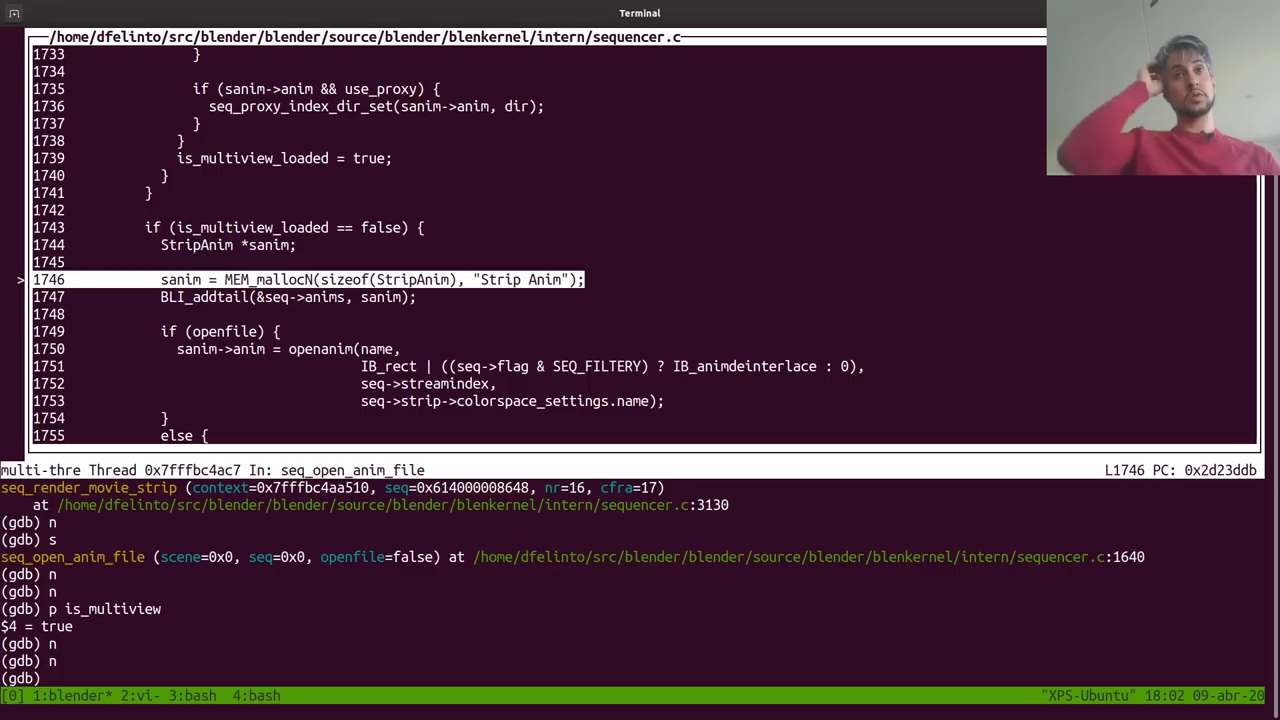 Terminal
/home/dfelinto/src/blender/blender/source/blender/blenkernel/intern/sequencer.c
1733 }
1734
1735 if (sanim->anim && use_proxy) {
1736 seq_proxy_index_dir_set(sanim->anim, dir);
1737 }
1738 }
1739 is_multiview_loaded = true;
1740 }
1741 }
1742
1743 if (is_multiview_loaded == false) {
1744 StripAnim *sanim;
1745
> 1746 sanim = MEM_mallocN(sizeof(StripAnim), "Strip Anim");
1747 BLI_addtail(&seq->anims, sanim);
1748
1749 if (openfile) {
1750 sanim->anim = openanim(name,
1751 IB_rect | ((seq->flag & SEQ_FILTERY) ? IB_animdeinterlace : 0),
1752 seq->streamindex,
1753 seq->strip->colorspace_settings.name);
1754 }
1755 else {
multi-thre Thread 0x7fffbc4ac7 In: seq_open_anim_file L1746 PC: 0x2d23ddb
seq_render_movie_strip (context=0x7fffbc4aa510, seq=0x614000008648, nr=16, cfra=17)
at /home/dfelinto/src/blender/blender/source/blender/blenkernel/intern/sequencer.c:3130
(gdb) n
(gdb) s
seq_open_anim_file (scene=0x0, seq=0x0, openfile=false) at /home/dfelinto/src/blender/blender/source/blender/blenkernel/intern/sequencer.c:1640
(gdb) n
(gdb) n
(gdb) p is_multiview
$4 = true
(gdb) n
(gdb) n
(gdb)
[0] 1:blender* 2:vi- 3:bash 4:bash "XPS-Ubuntu" 18:02 09-abr-20